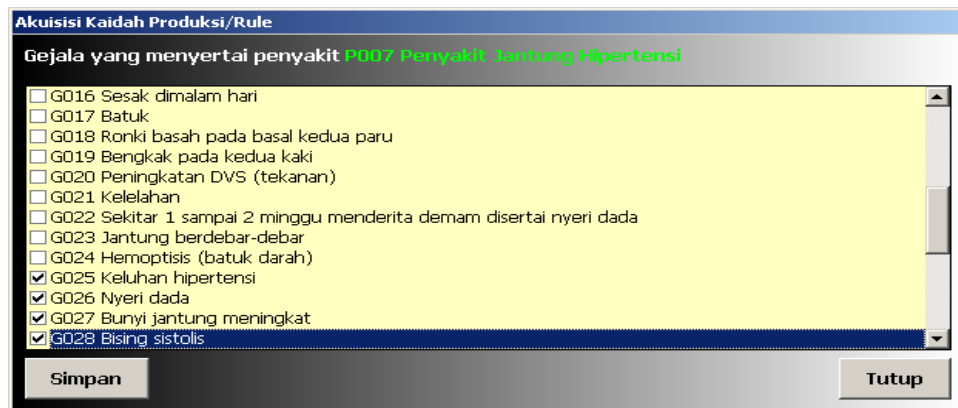 Akuisisi Kaidah Produksi/Rule
Gejala yang menyertai penyakit P007 Penyakit Jantung Hipertensi
G016 Sesak dimalam hari
G017 Batuk
G018 Ronki basah pada basal kedua paru
G019 Bengkak pada kedua kaki
G020 Peningkatan DVS (tekanan)
G021 Kelelahan
G022 Sekitar 1 sampai 2 minggu menderita demam disertai nyeri dada
G023 Jantung berdebar-debar
G024 Hemoptisis (batuk darah)
G025 Keluhan hipertensi
G026 Nyeri dada
G027 Bunyi jantung meningkat
G028 Bising sistolis
Simpan
Tutup